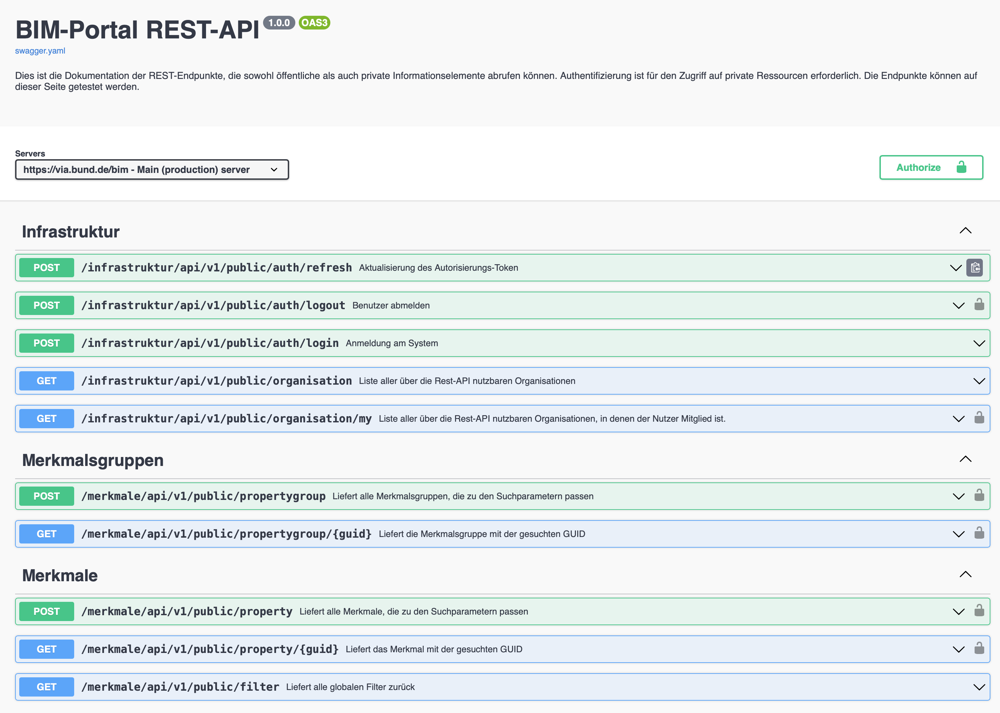 BIM-Portal REST-API 1.0.0 OAS3
swagger.yaml
Dies ist die Dokumentation der REST-Endpunkte, die sowohl öffentliche als auch private Informationselemente abrufen können. Authentifizierung ist für den Zugriff auf private Ressourcen erforderlich. Die Endpunkte können auf
dieser Seite getestet werden.
Servers
https://via.bund.de/bim - Main (production) server
Authorize
Infrastruktur
POST /infrastruktur/api/v1/public/auth/refresh Aktualisierung des Autorisierungs-Token
POST /infrastruktur/api/v1/public/auth/logout Benutzer abmelden
POST /infrastruktur/api/v1/public/auth/login Anmeldung am System
GET /infrastruktur/api/v1/public/organisation Liste aller über die Rest-API nutzbaren Organisationen
GET /infrastruktur/api/v1/public/organisation/my Liste aller über die Rest-API nutzbaren Organisationen, in denen der Nutzer Mitglied ist.
Merkmalsgruppen
POST /merkmale/api/v1/public/propertygroup Liefert alle Merkmalsgruppen, die zu den Suchparametern passen
GET /merkmale/api/v1/public/propertygroup/{guid} Liefert die Merkmalsgruppe mit der gesuchten GUID
Merkmale
POST /merkmale/api/v1/public/property Liefert alle Merkmale, die zu den Suchparametern passen
GET /merkmale/api/v1/public/property/{guid} Liefert das Merkmal mit der gesuchten GUID
GET /merkmale/api/v1/public/filter Liefert alle globalen Filter zurück